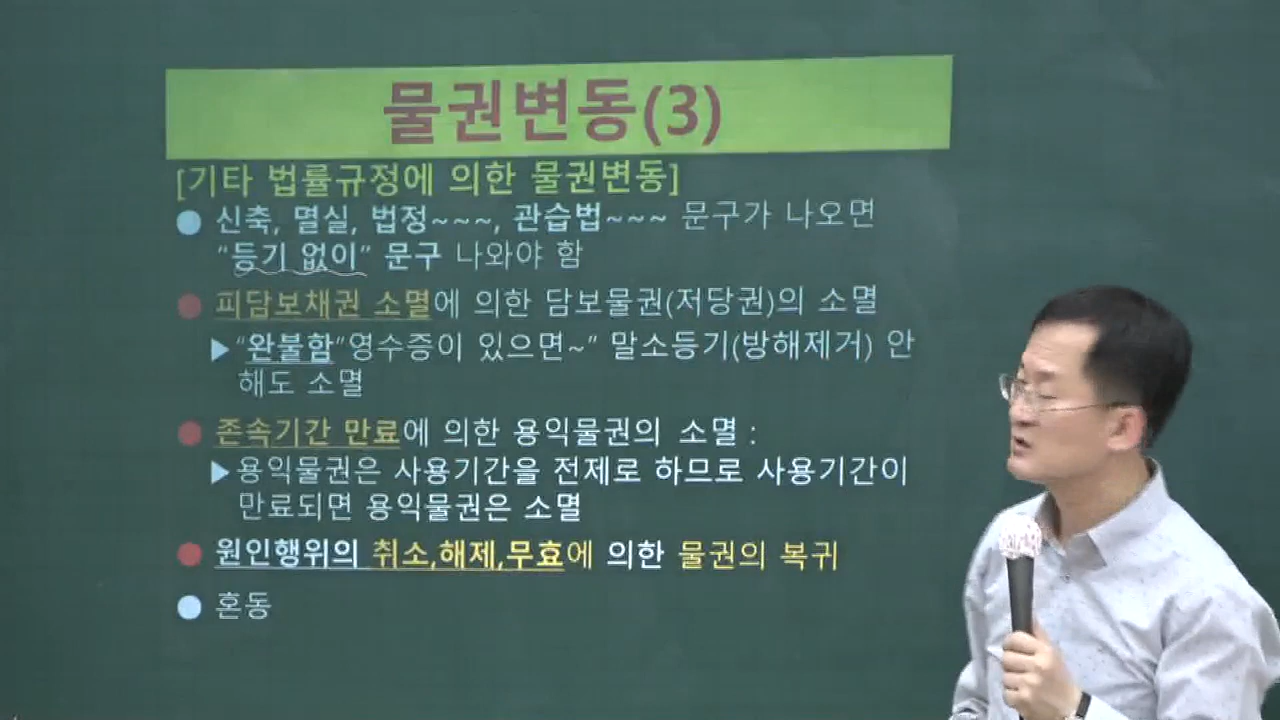 물권변동(3)
[기타 법률규정에 의한 물권변동]
● 신축, 멸실, 법정~~~, 관습법~~~ 문구가 나오면
“등기 없이” 문구 나와야 함
● 피담보채권 소멸에 의한 담보물권(저당권)의 소멸
▶“완불함”영수증이 있으면~” 말소등기(방해제거) 안
해도 소멸
● 존속기간 만료에 의한 용익물권의 소멸 :
▶용익물권은 사용기간을 전제로 하므로 사용기간이
만료되면 용익물권은 소멸
● 원인행위의 취소,해제,무효에 의한 물권의 복귀
● 혼동